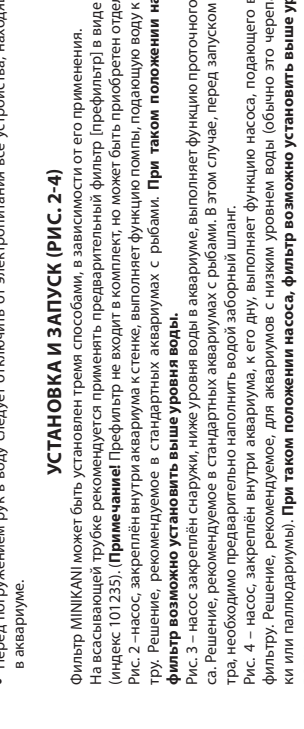 Перед погружением рук в воду следует отключить от электропитания все устройства, находя
в аквариуме.
УСТАНОВКА И ЗАПУСК (РИС. 2-4)
Фильтр MINIKANI может быть установлен тремя способами, в зависимости от его применения.
На всасывающей трубке рекомендуется применять предварительный фильтр [префильтр] в виде
(индекс 101235). (Примечание! Префильтр не входит в комплект, но может быть приобретен отдел
Рис. 2 –насос, закреплён внутри аквариума к стенке, выполняет функцию помпы, подающую воду к
тру. Решение, рекомендуемое в стандартных аквариумах с рыбами. При таком положении на
фильтр возможно установить выше уровня воды.
Рис. 3 – насос закреплён снаружи, ниже уровня воды в аквариуме, выполняет функцию проточного
са. Решение, рекомендуемое в стандартных аквариумах с рыбами. В этом случае, перед запуском
тра, необходимо предварительно наполнить водой заборный шланг.
Рис. 4 – насос, закреплён внутри аквариума, к его дну, выполняет функцию насоса, подающего в
фильтру. Решение, рекомендуемое, для аквариумов с низким уровнем воды (обычно это череп
ки или паллюдариумы). При таком положении насоса, фильтр возможно установить выше ур